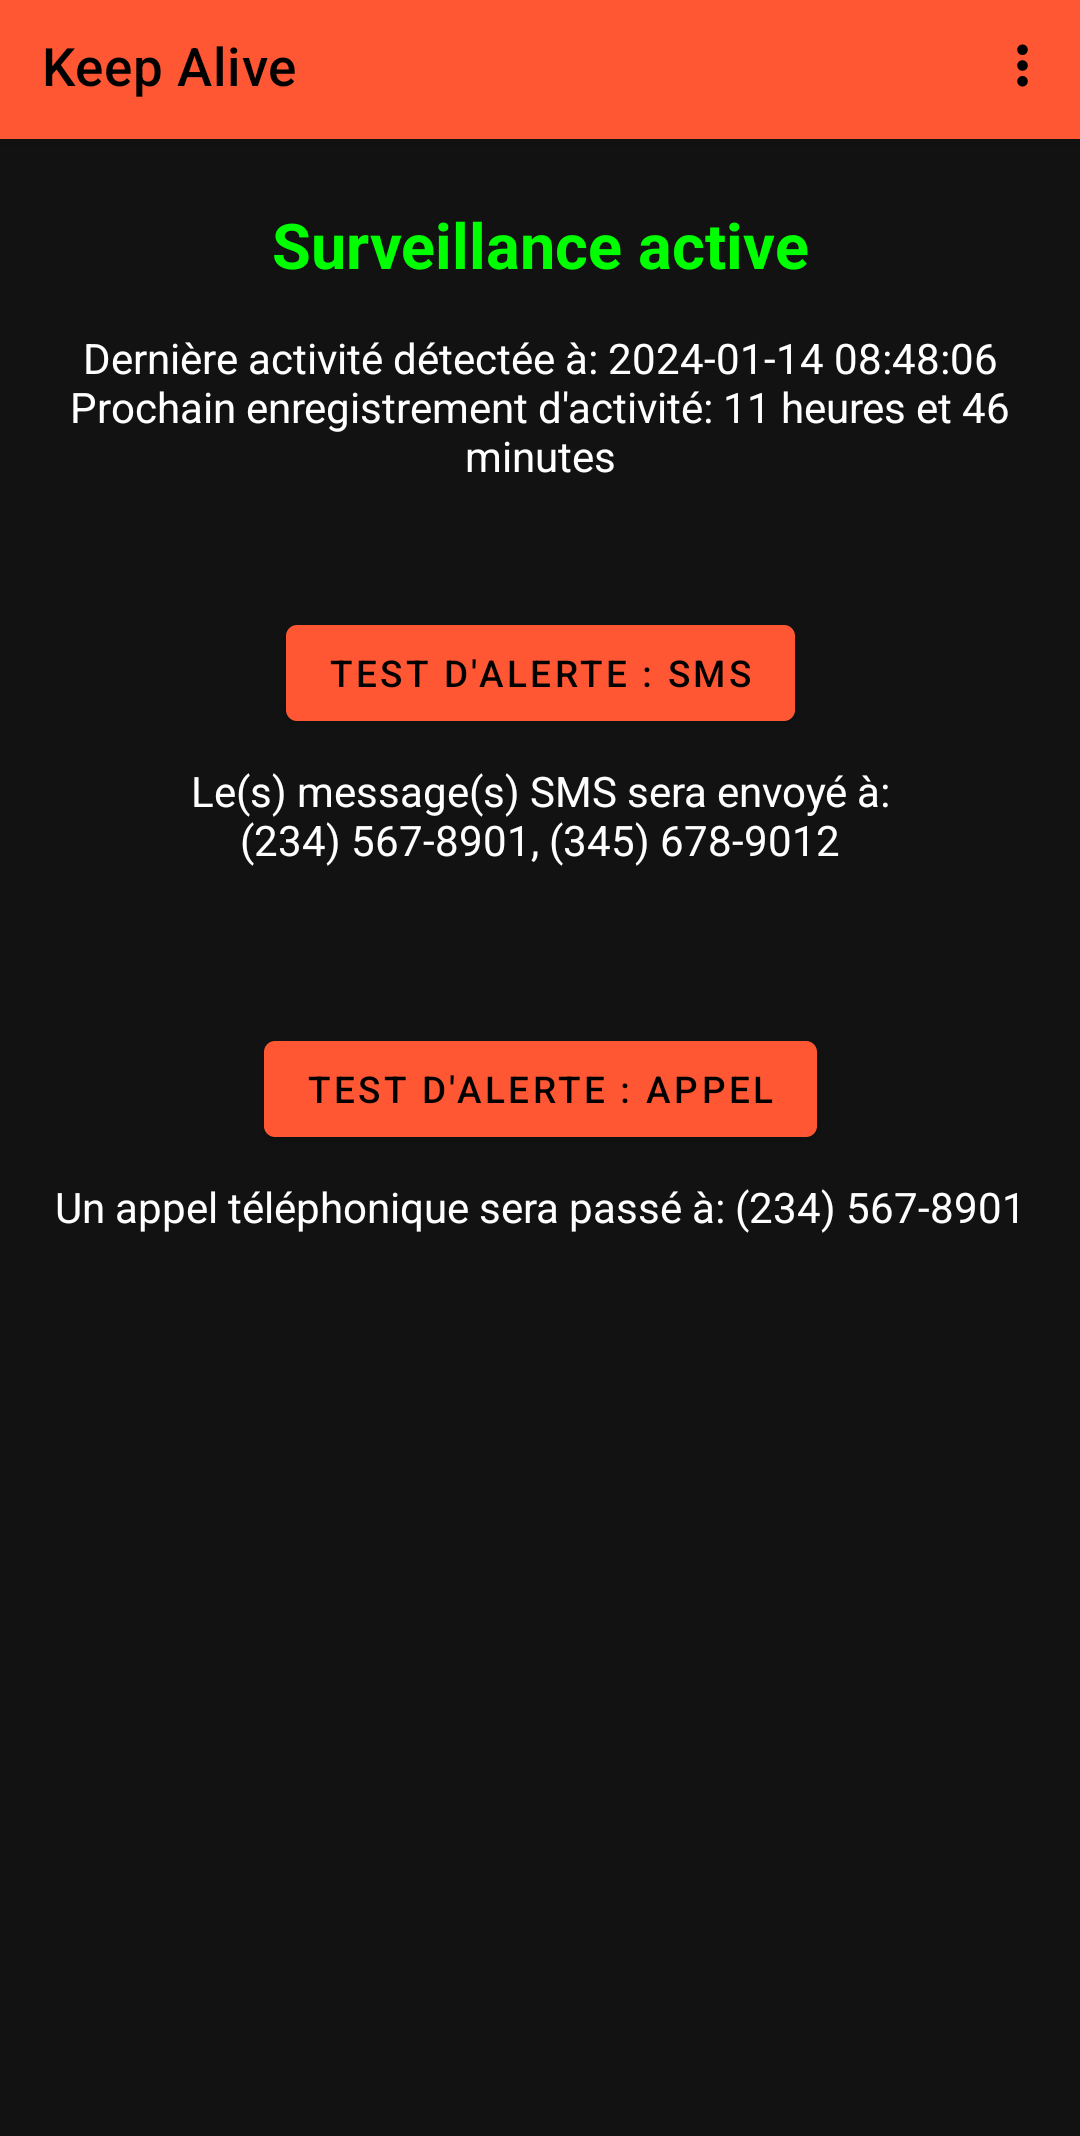 Keep Alive
Surveillance active
Dernière activité détectée à: 2024-01-14 08:48:06
Prochain enregistrement d'activité: 11 heures et 46
minutes
TEST D'ALERTE : SMS
Le(s) message(s) SMS sera envoyé à:
(234) 567-8901, (345) 678-9012
TEST D'ALERTE : APPEL
Un appel téléphonique sera passé à: (234) 567-8901